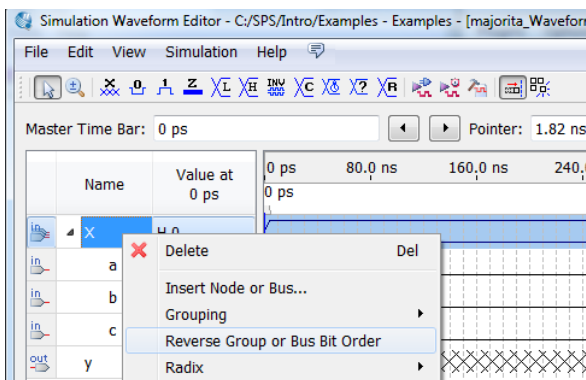 Simulation Waveform Editor - C:/SPS/Intro/Examples - Examples - [majorita_Waveforr
File Edit View Simulation Help
Master Time Bar: 0 ps Pointer: 1.82 ns
Name Value at 0 ps 0 ps 80.0 ns 160.0 ns 240.
0 ps
in X H 0
in a
in b
in c
out y
Delete Del
Insert Node or Bus...
Grouping
Reverse Group or Bus Bit Order
Radix